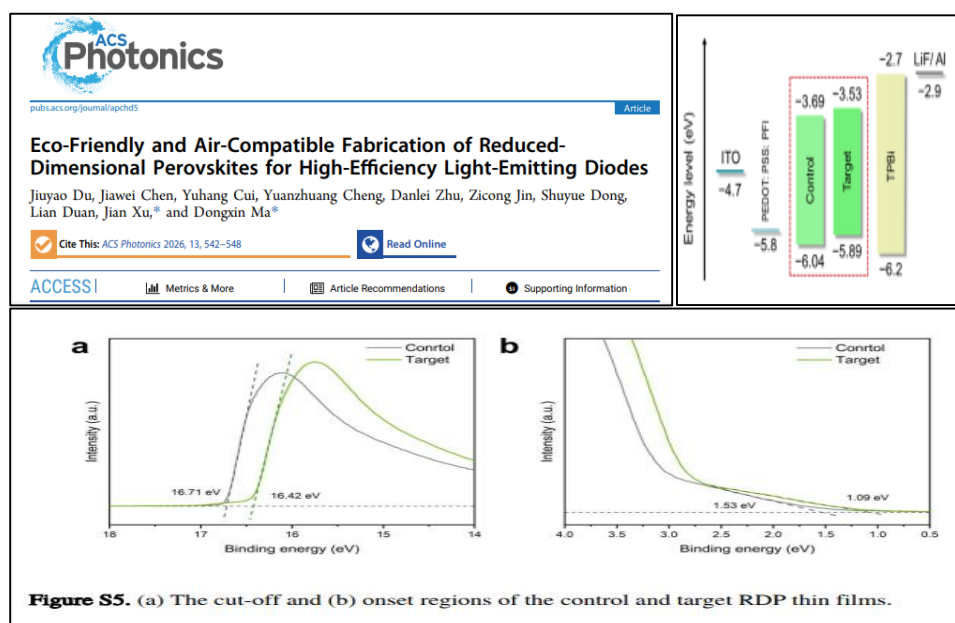 ACS
Photonics
pubs.acs.org/journal/apchd5
Article
Eco-Friendly and Air-Compatible Fabrication of Reduced-
Dimensional Perovskites for High-Efficiency Light-Emitting Diodes
Jiuyao Du, Jiawei Chen, Yuhang Cui, Yuanzhuang Cheng, Danlei Zhu, Zicong Jin, Shuyue Dong,
Lian Duan, Jian Xu,* and Dongxin Ma*
Cite This: ACS Photonics 2026, 13, 542–548
Read Online
ACCESS
Metrics & More
Article Recommendations
SI Supporting Information
Energy level (eV)
ITO
−4.7
PEDOT: PSS: PFI
−5.8
−3.69
Control
−6.04
−3.53
Target
−5.89
−2.7
TPBi
−6.2
LiF/Al
−2.9
a
Conrtol
Target
Intensity (a.u.)
16.71 eV
16.42 eV
18 17 16 15 14
Binding energy (eV)
b
Conrtol
Target
Intensity (a.u.)
1.53 eV
1.09 eV
4.0 3.5 3.0 2.5 2.0 1.5 1.0 0.5
Binding energy (eV)
Figure S5. (a) The cut-off and (b) onset regions of the control and target RDP thin films.